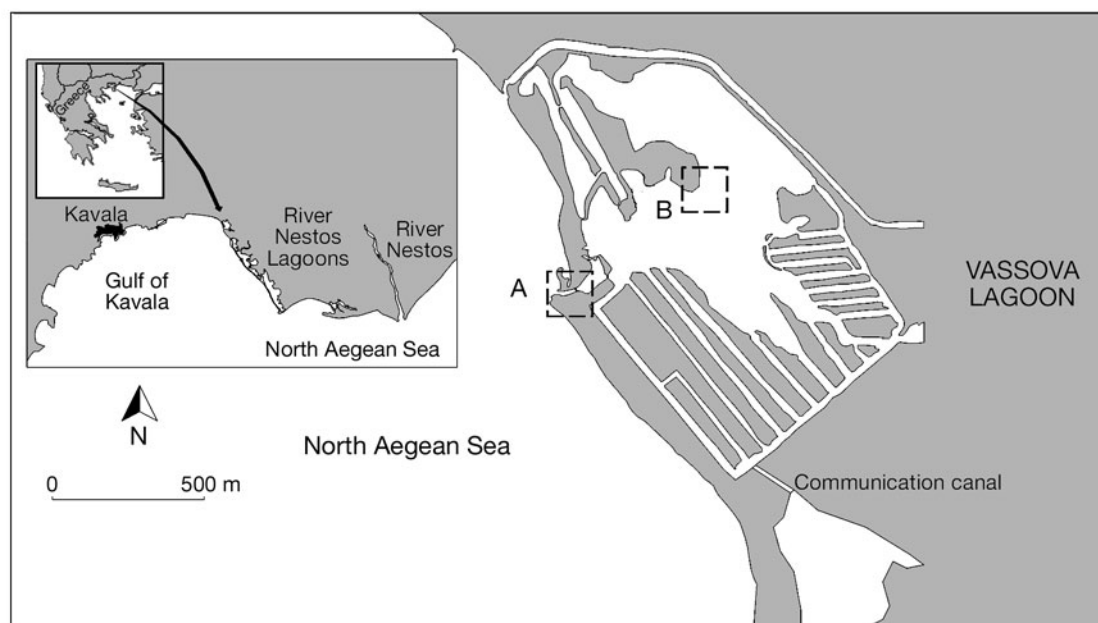 Greece
Kavala
Gulf of
Kavala
River
Nestos
Lagoons
River
Nestos
North Aegean Sea
N
0 500 m
North Aegean Sea
A
B
VASSOVA
LAGOON
Communication canal